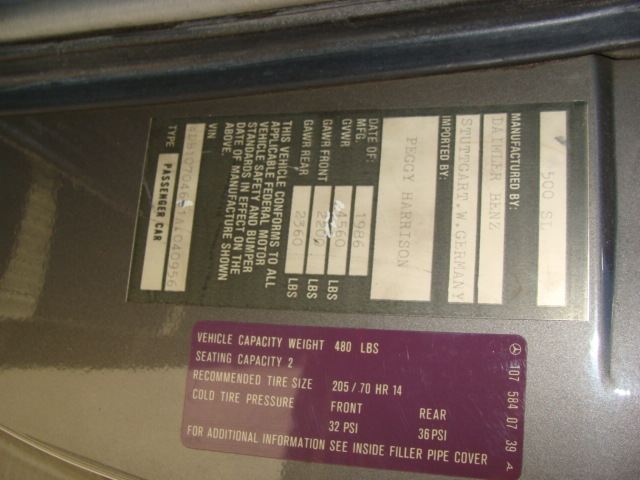 500 SL
MANUFACTURED BY:
DAIMLER BENZ
STUTTGART.W.GERMANY
IMPORTED BY:
PEGGY HARRISON
DATE OF:
MFG. 1986
GVWR 4560 LBS
GAWR FRONT 2200 LBS
GAWR REAR 2360 LBS
THIS VEHICLE CONFORMS TO ALL
APPLICABLE FEDERAL MOTOR
VEHICLE SAFETY AND BUMPER
STANDARDS IN EFFECT ON THE
DATE OF MANUFACTURE SHOWN
ABOVE.
VIN
TYPE PASSENGER CAR
VEHICLE CAPACITY WEIGHT 480 LBS
SEATING CAPACITY 2
RECOMMENDED TIRE SIZE 205/70 HR 14
COLD TIRE PRESSURE FRONT REAR
32 PSI 36 PSI
FOR ADDITIONAL INFORMATION SEE INSIDE FILLER PIPE COVER
107 584 07 39 A